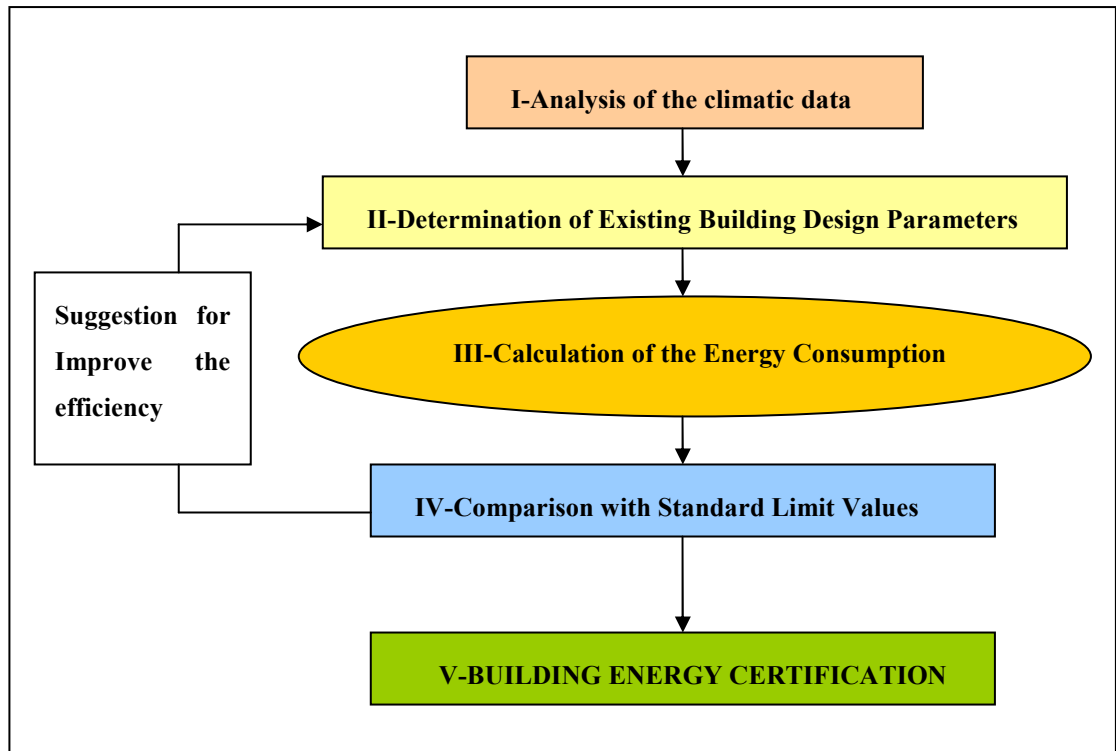 I-Analysis of the climatic data
II-Determination of Existing Building Design Parameters
Suggestion for
Improve the
efficiency
III-Calculation of the Energy Consumption
IV-Comparison with Standard Limit Values
V-BUILDING ENERGY CERTIFICATION